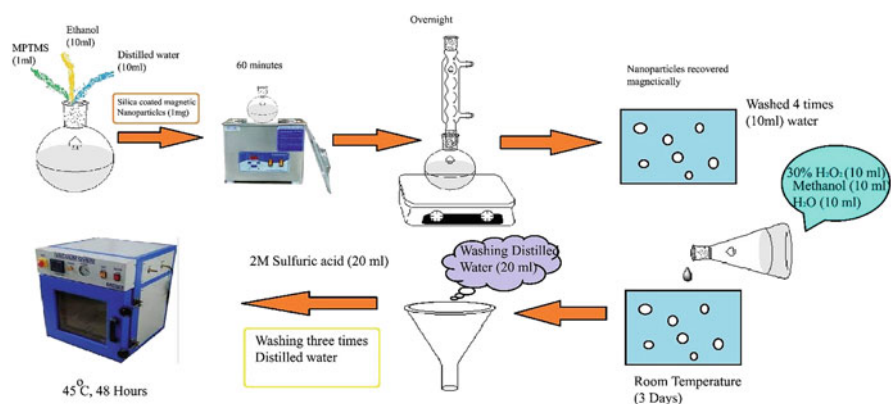 MPTMS
(1ml)
Ethanol
(10ml)
Distilled water
(10ml)
Silica coated magnetic
Nanoparticles (1mg)
60 minutes
Overnight
Nanoparticles recovered
magnetically
Washed 4 times
(10ml) water
30% H₂O₂ (10 ml)
Methanol (10 ml)
H₂O (10 ml)
Room Temperature
(3 Days)
Washing Distilled
Water (20 ml)
2M Sulfuric acid (20 ml)
Washing three times
Distilled water
45°C, 48 Hours